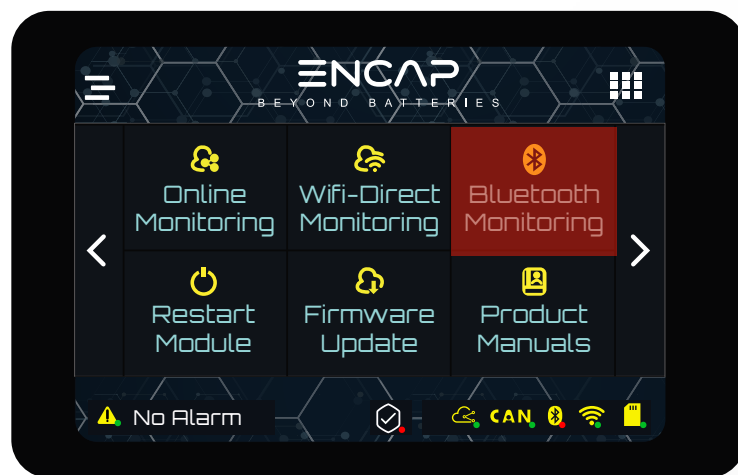 ENCAP
BEYOND BATTERIES
Online
Monitoring
Wifi-Direct
Monitoring
Bluetooth
Monitoring
Restart
Module
Firmware
Update
Product
Manuals
No Alarm
CAN